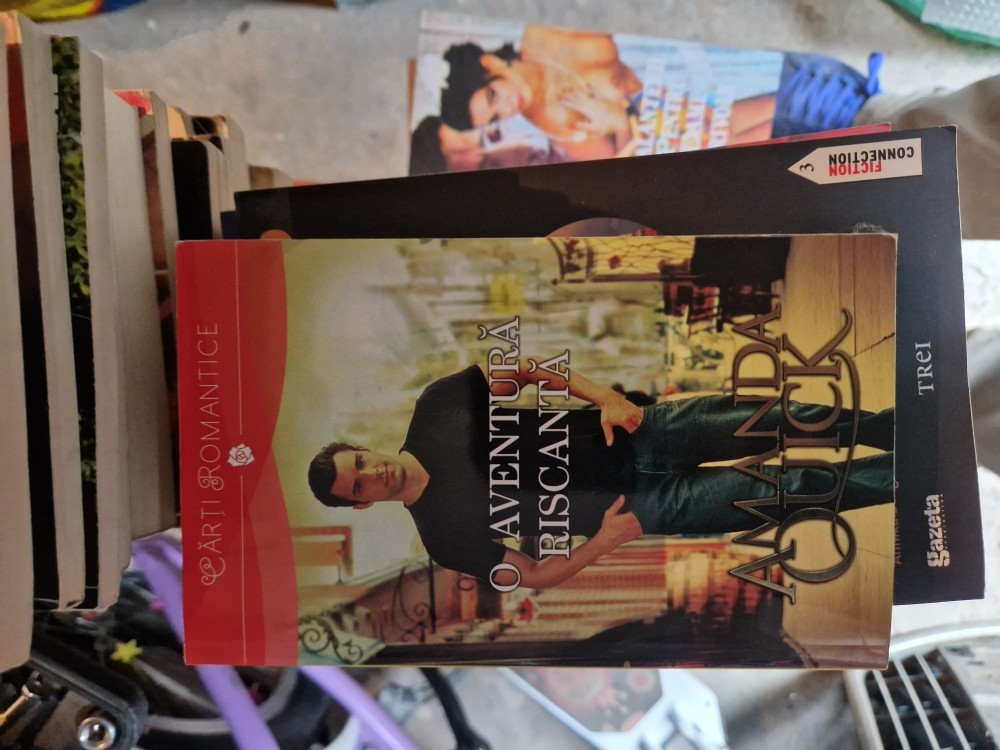 CĂRȚI ROMANTICE
O AVENTURĂ
RISCANTĂ
AMANDA
QUICK
FICTION
CONNECTION
3
TREI
gazeta